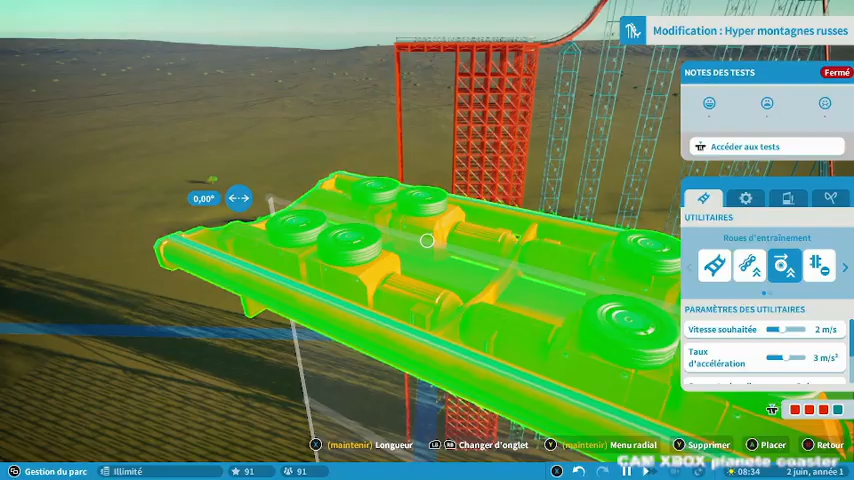 Modification : Hyper montagnes russes
NOTES DES TESTS
Fermé
- - -
Accéder aux tests
0,00°
UTILITAIRES
Roues d'entraînement
PARAMÈTRES DES UTILITAIRES
Vitesse souhaitée 2 m/s
Taux
d'accélération 3 m/s²
X (maintenir) Longueur LB RB Changer d'onglet Y (maintenir) Menu radial Y Supprimer A Placer Retour
CAM XBOX planete coaster
Gestion du parc Illimité 91 91 X 08:34 2 juin, année 1